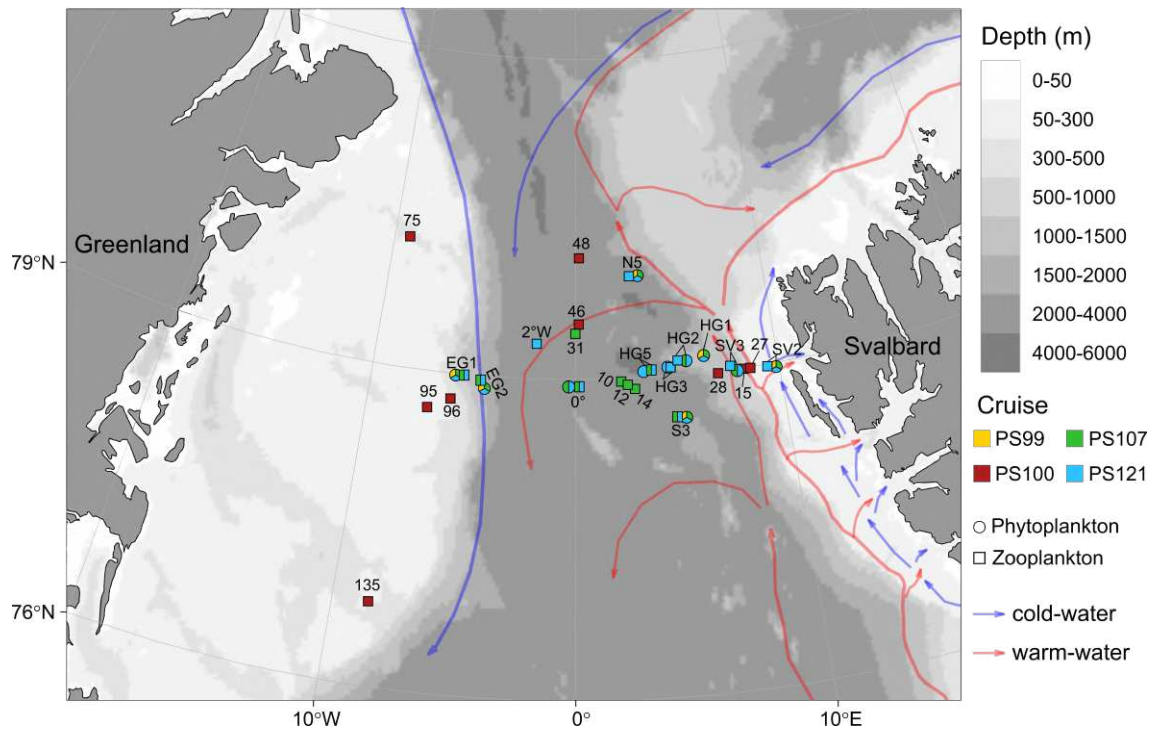 Greenland
79°N
76°N
75
48
N5
46
31
2°W
HG1
HG2
SV3
27
SV2
HG5
HG3
28
15
EG1
EG2
95
96
0°
10
12
14
S3
135
Svalbard
10°W
0°
10°E
Depth (m)
0-50
50-300
300-500
500-1000
1000-1500
1500-2000
2000-4000
4000-6000
Cruise
PS99 PS107
PS100 PS121
Phytoplankton
Zooplankton
cold-water
warm-water